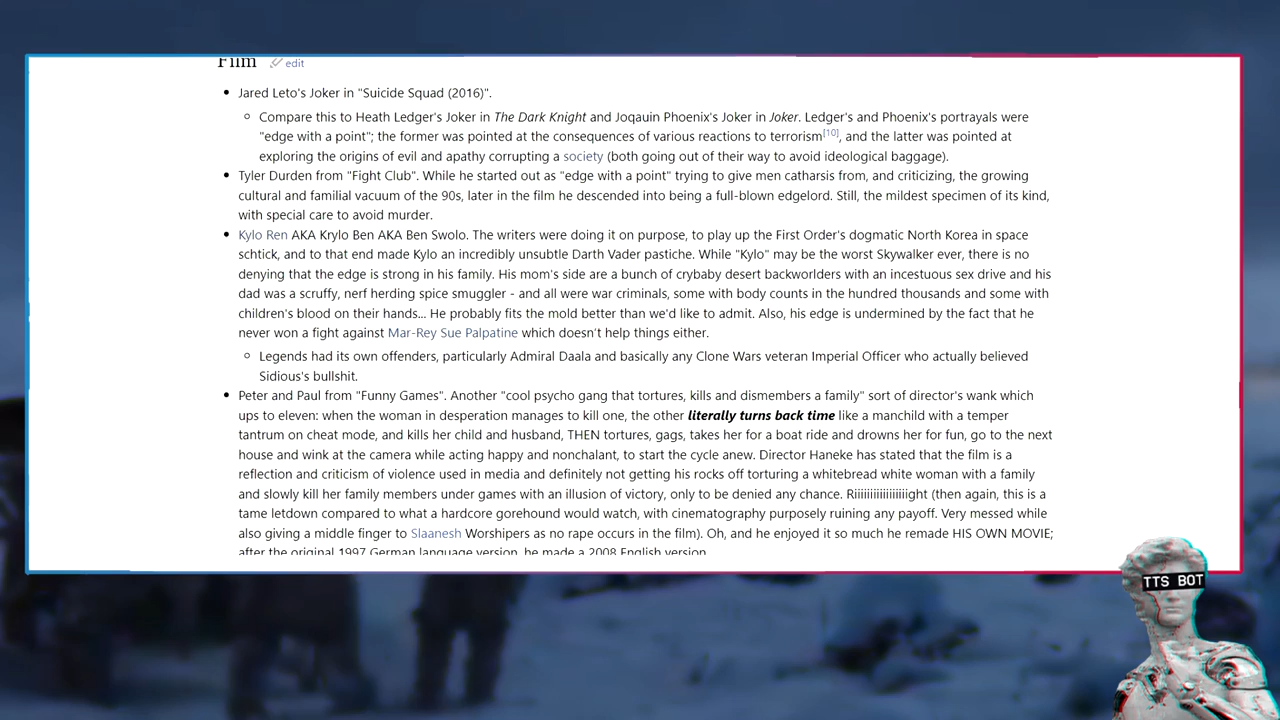 Film edit
Jared Leto's Joker in "Suicide Squad (2016)".
Compare this to Heath Ledger's Joker in The Dark Knight and Joqauin Phoenix's Joker in Joker. Ledger's and Phoenix's portrayals were
"edge with a point"; the former was pointed at the consequences of various reactions to terrorism[10], and the latter was pointed at
exploring the origins of evil and apathy corrupting a society (both going out of their way to avoid ideological baggage).
Tyler Durden from "Fight Club". While he started out as "edge with a point" trying to give men catharsis from, and criticizing, the growing
cultural and familial vacuum of the 90s, later in the film he descended into being a full-blown edgelord. Still, the mildest specimen of its kind,
with special care to avoid murder.
Kylo Ren AKA Krylo Ben AKA Ben Swolo. The writers were doing it on purpose, to play up the First Order's dogmatic North Korea in space
schtick, and to that end made Kylo an incredibly unsubtle Darth Vader pastiche. While "Kylo" may be the worst Skywalker ever, there is no
denying that the edge is strong in his family. His mom's side are a bunch of crybaby desert backworlders with an incestuous sex drive and his
dad was a scruffy, nerf herding spice smuggler - and all were war criminals, some with body counts in the hundred thousands and some with
children's blood on their hands... He probably fits the mold better than we'd like to admit. Also, his edge is undermined by the fact that he
never won a fight against Mar-Rey Sue Palpatine which doesn't help things either.
Legends had its own offenders, particularly Admiral Daala and basically any Clone Wars veteran Imperial Officer who actually believed
Sidious's bullshit.
Peter and Paul from "Funny Games". Another "cool psycho gang that tortures, kills and dismembers a family" sort of director's wank which
ups to eleven: when the woman in desperation manages to kill one, the other literally turns back time like a manchild with a temper
tantrum on cheat mode, and kills her child and husband, THEN tortures, gags, takes her for a boat ride and drowns her for fun, go to the next
house and wink at the camera while acting happy and nonchalant, to start the cycle anew. Director Haneke has stated that the film is a
reflection and criticism of violence used in media and definitely not getting his rocks off torturing a whitebread white woman with a family
and slowly kill her family members under games with an illusion of victory, only to be denied any chance. Riiiiiiiiiiiiiiiiight (then again, this is a
tame letdown compared to what a hardcore gorehound would watch, with cinematography purposely ruining any payoff. Very messed while
also giving a middle finger to Slaanesh Worshipers as no rape occurs in the film). Oh, and he enjoyed it so much he remade HIS OWN MOVIE;
after the original 1997 German language version, he made a 2008 English version
TTS BOT